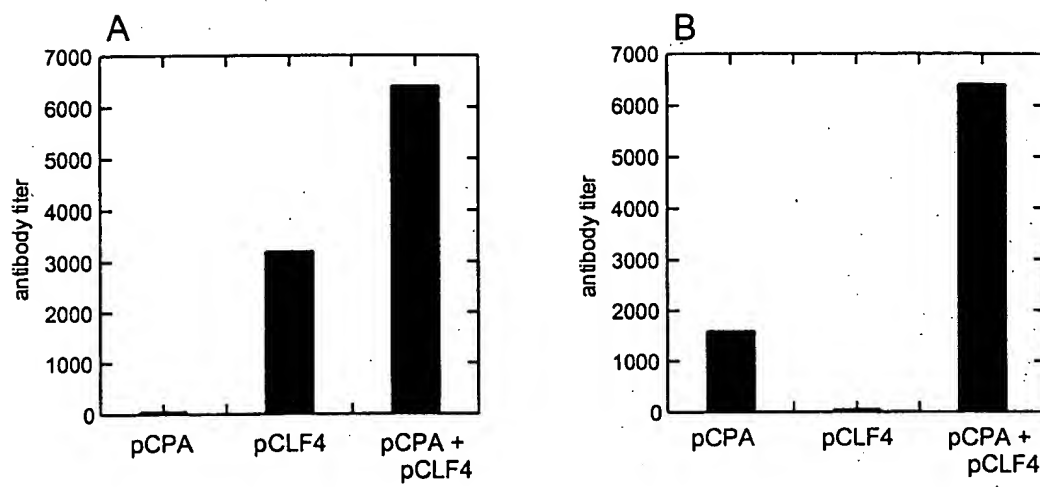 A
7000
6000
5000
4000
3000
2000
1000
0
antibody titer
pCPA
pCLF4
pCPA +
pCLF4
B
7000
6000
5000
4000
3000
2000
1000
0
antibody titer
pCPA
pCLF4
pCPA +
pCLF4